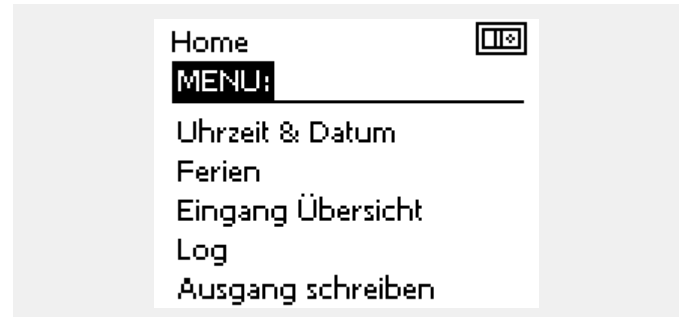 Home
MENU:
Uhrzeit & Datum
Ferien
Eingang Übersicht
Log
Ausgang schreiben